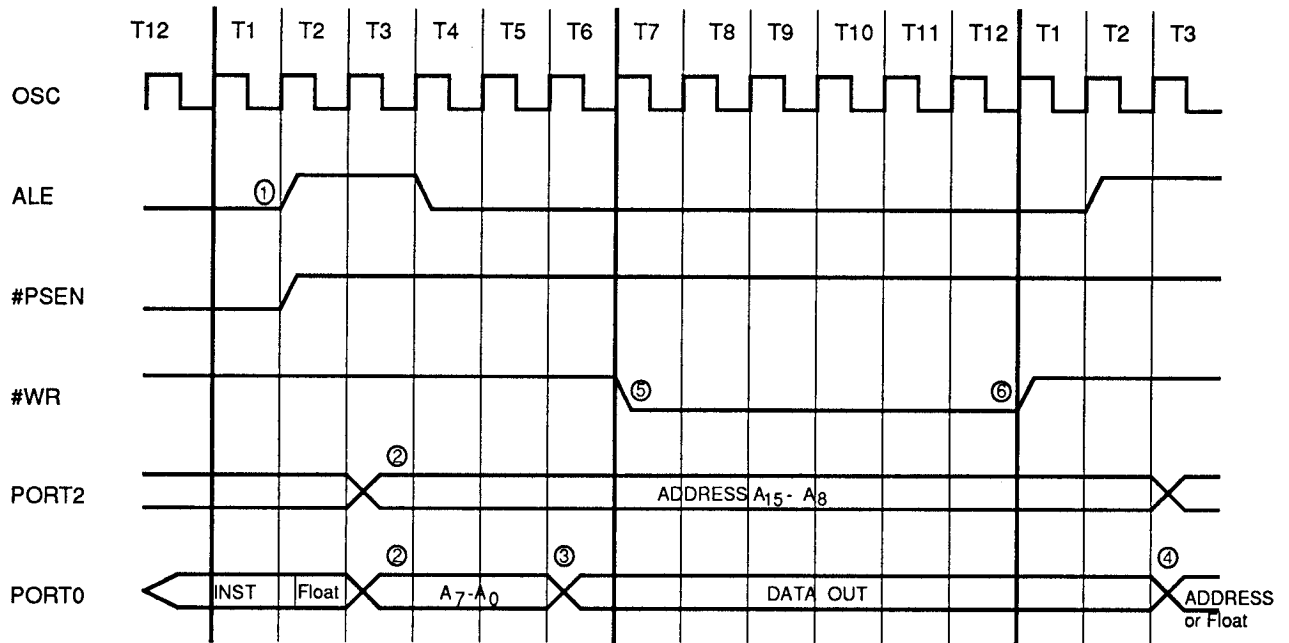 T12 T1 T2 T3 T4 T5 T6 T7 T8 T9 T10 T11 T12 T1 T2 T3
OSC
ALE ①
#PSEN
#WR ⑤ ⑥
②
PORT2 ADDRESS A15 - A8
② ③ ④
PORT0 INST Float A7-A0 DATA OUT ADDRESS
or Float